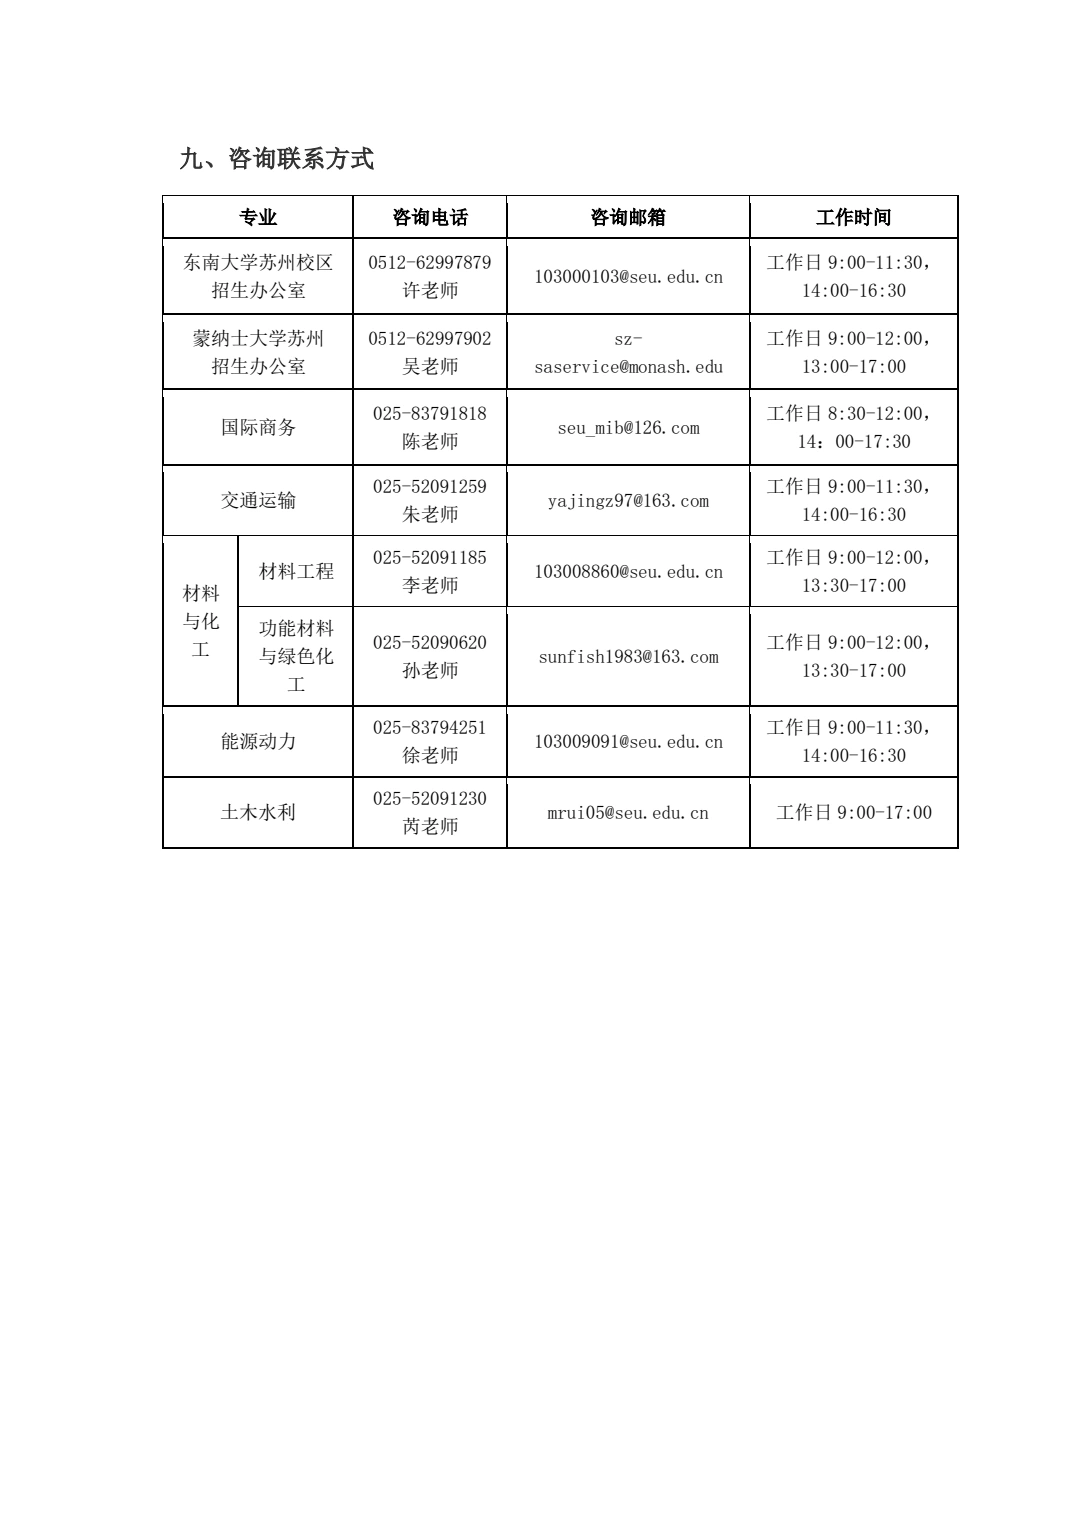 九、咨询联系方式
专业 咨询电话 咨询邮箱 工作时间
东南大学苏州校区
招生办公室
0512-62997879
许老师
103000103@seu.edu.cn
工作日 9:00-11:30，
14:00-16:30
蒙纳士大学苏州
招生办公室
0512-62997902
吴老师
sz-
saservice@monash.edu
工作日 9:00-12:00，
13:00-17:00
国际商务
025-83791818
陈老师
seu_mib@126.com
工作日 8:30-12:00，
14：00-17:30
交通运输
025-52091259
朱老师
yajingz97@163.com
工作日 9:00-11:30，
14:00-16:30
材料
与化
工
材料工程
025-52091185
李老师
103008860@seu.edu.cn
工作日 9:00-12:00，
13:30-17:00
功能材料
与绿色化
工
025-52090620
孙老师
sunfish1983@163.com
工作日 9:00-12:00，
13:30-17:00
能源动力
025-83794251
徐老师
103009091@seu.edu.cn
工作日 9:00-11:30，
14:00-16:30
土木水利
025-52091230
芮老师
mrui05@seu.edu.cn
工作日 9:00-17:00